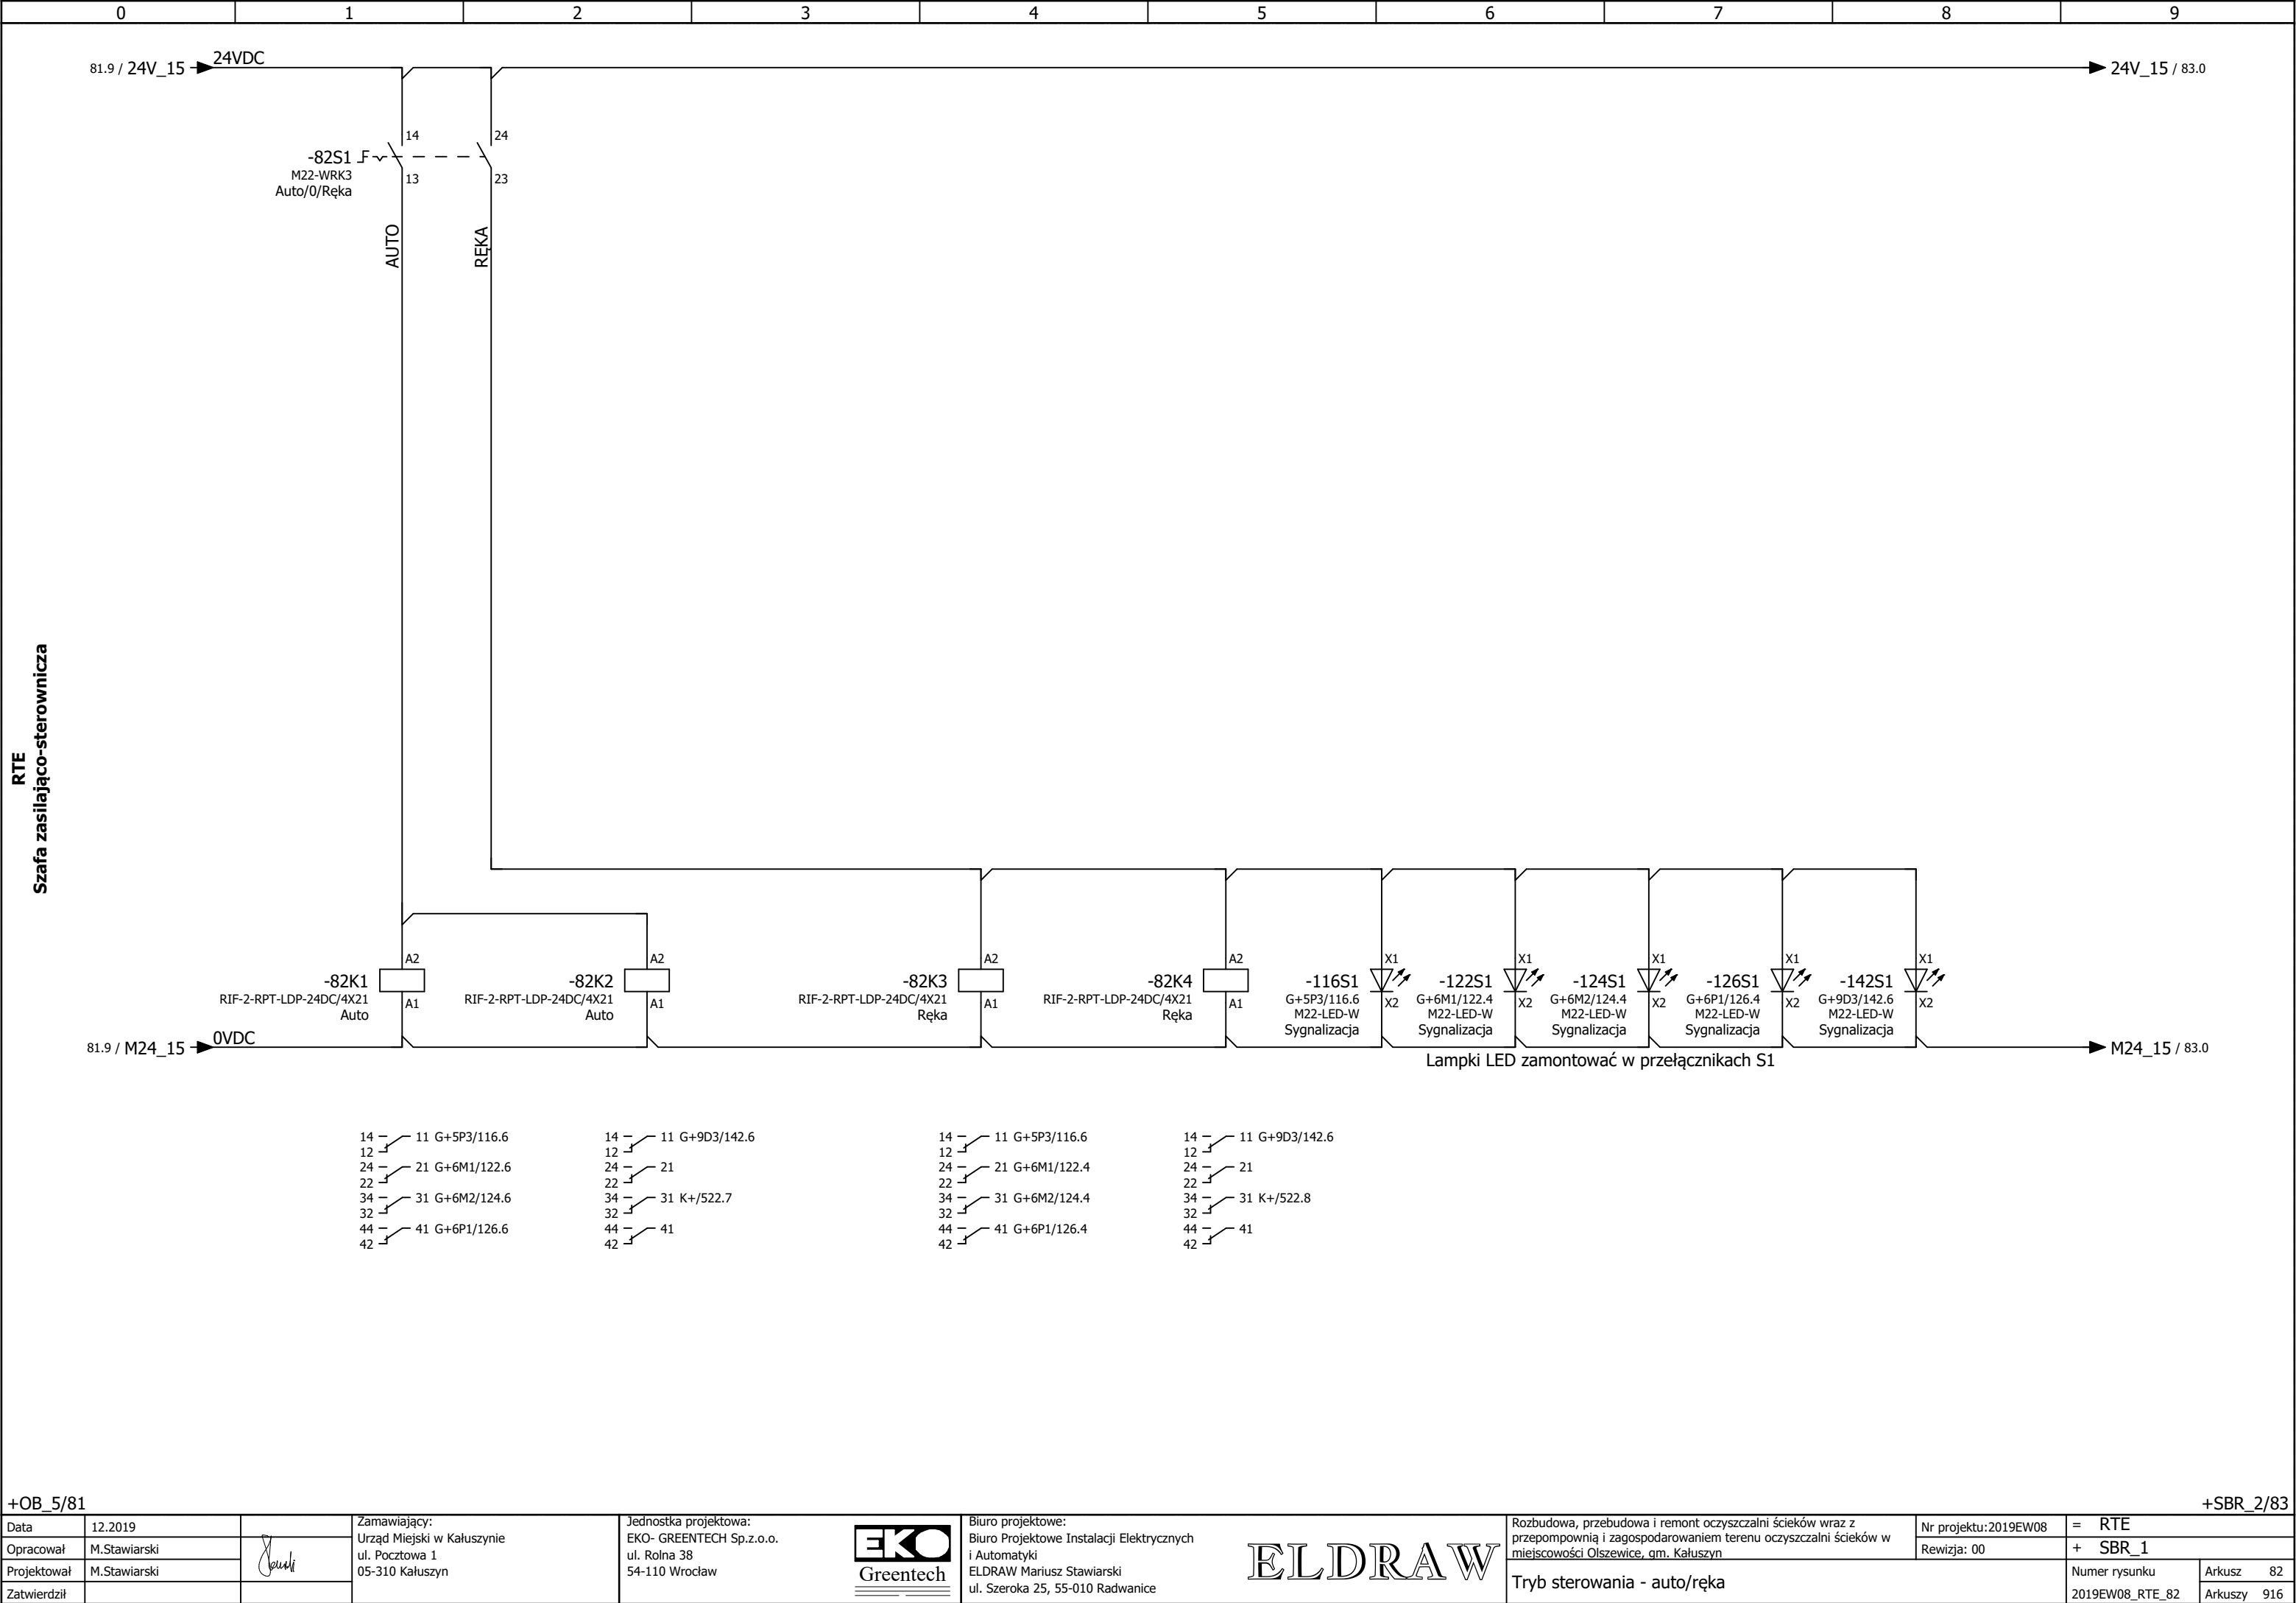 0 1 2 3 4 5 6 7 8 9
81.9 / 24V_15 24VDC 24V_15 / 83.0
14 24
-82S1
M22-WRK3
Auto/0/Ręka
13 23
AUTO RĘKA
RTE
Szafa zasilająco-sterownicza
A2 A2 A2 A2 X1 X1 X1 X1 X1
-82K1 -82K2 -82K3 -82K4 -116S1 -122S1 -124S1 -126S1 -142S1
RIF-2-RPT-LDP-24DC/4X21 RIF-2-RPT-LDP-24DC/4X21 RIF-2-RPT-LDP-24DC/4X21 RIF-2-RPT-LDP-24DC/4X21 G+5P3/116.6 G+6M1/122.4 G+6M2/124.4 G+6P1/126.4 G+9D3/142.6
A1 A1 A1 A1 X2 X2 X2 X2 X2
Auto Auto Ręka Ręka M22-LED-W M22-LED-W M22-LED-W M22-LED-W M22-LED-W
Sygnalizacja Sygnalizacja Sygnalizacja Sygnalizacja Sygnalizacja
81.9 / M24_15 0VDC M24_15 / 83.0
Lampki LED zamontować w przełącznikach S1
14 11 G+5P3/116.6 14 11 G+9D3/142.6 14 11 G+5P3/116.6 14 11 G+9D3/142.6
12 12 12 12
24 21 G+6M1/122.6 24 21 24 21 G+6M1/122.4 24 21
22 22 22 22
34 31 G+6M2/124.6 34 31 K+/522.7 34 31 G+6M2/124.4 34 31 K+/522.8
32 32 32 32
44 41 G+6P1/126.6 44 41 44 41 G+6P1/126.4 44 41
42 42 42 42
+OB_5/81 +SBR_2/83
Data 12.2019
Opracował M.Stawiarski
Projektował M.Stawiarski
Zatwierdził
Zamawiający:
Urząd Miejski w Kałuszynie
ul. Pocztowa 1
05-310 Kałuszyn
Jednostka projektowa:
EKO- GREENTECH Sp.z.o.o.
ul. Rolna 38
54-110 Wrocław
EKO
Greentech
Biuro projektowe:
Biuro Projektowe Instalacji Elektrycznych
i Automatyki
ELDRAW Mariusz Stawiarski
ul. Szeroka 25, 55-010 Radwanice
ELDRAW
Rozbudowa, przebudowa i remont oczyszczalni ścieków wraz z
przepompownią i zagospodarowaniem terenu oczyszczalni ścieków w
miejscowości Olszewice, gm. Kałuszyn
Tryb sterowania - auto/ręka
Nr projektu:2019EW08
Rewizja: 00
= RTE
+ SBR_1
Numer rysunku
2019EW08_RTE_82
Arkusz 82
Arkuszy 916